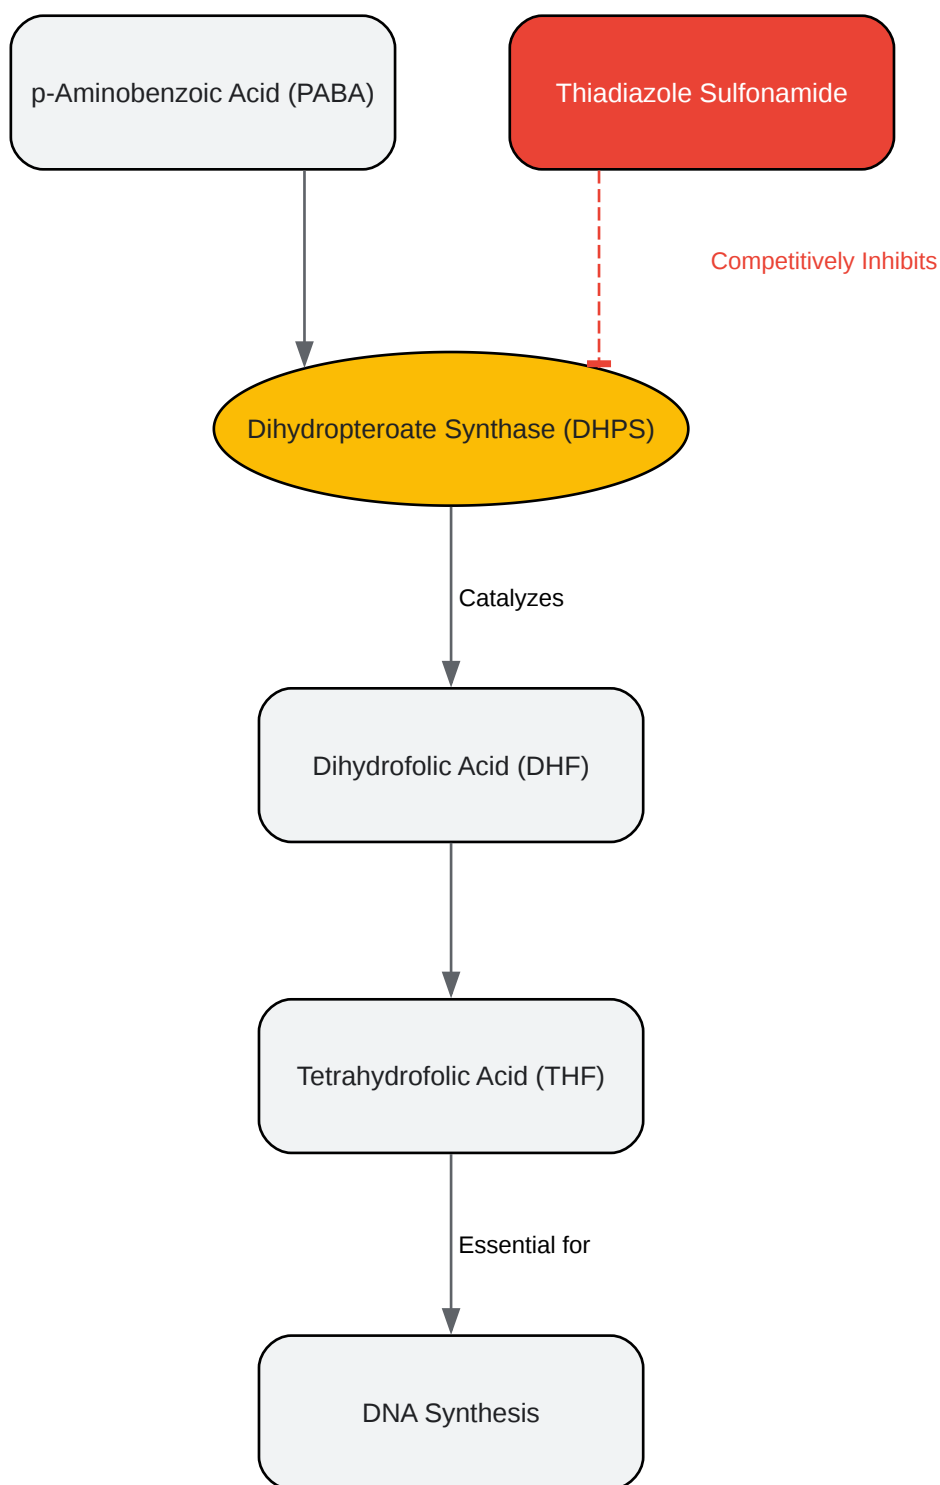 p-Aminobenzoic Acid (PABA)
Thiadiazole Sulfonamide
Competitively Inhibits
Dihydropteroate Synthase (DHPS)
Catalyzes
Dihydrofolic Acid (DHF)
Tetrahydrofolic Acid (THF)
Essential for
DNA Synthesis